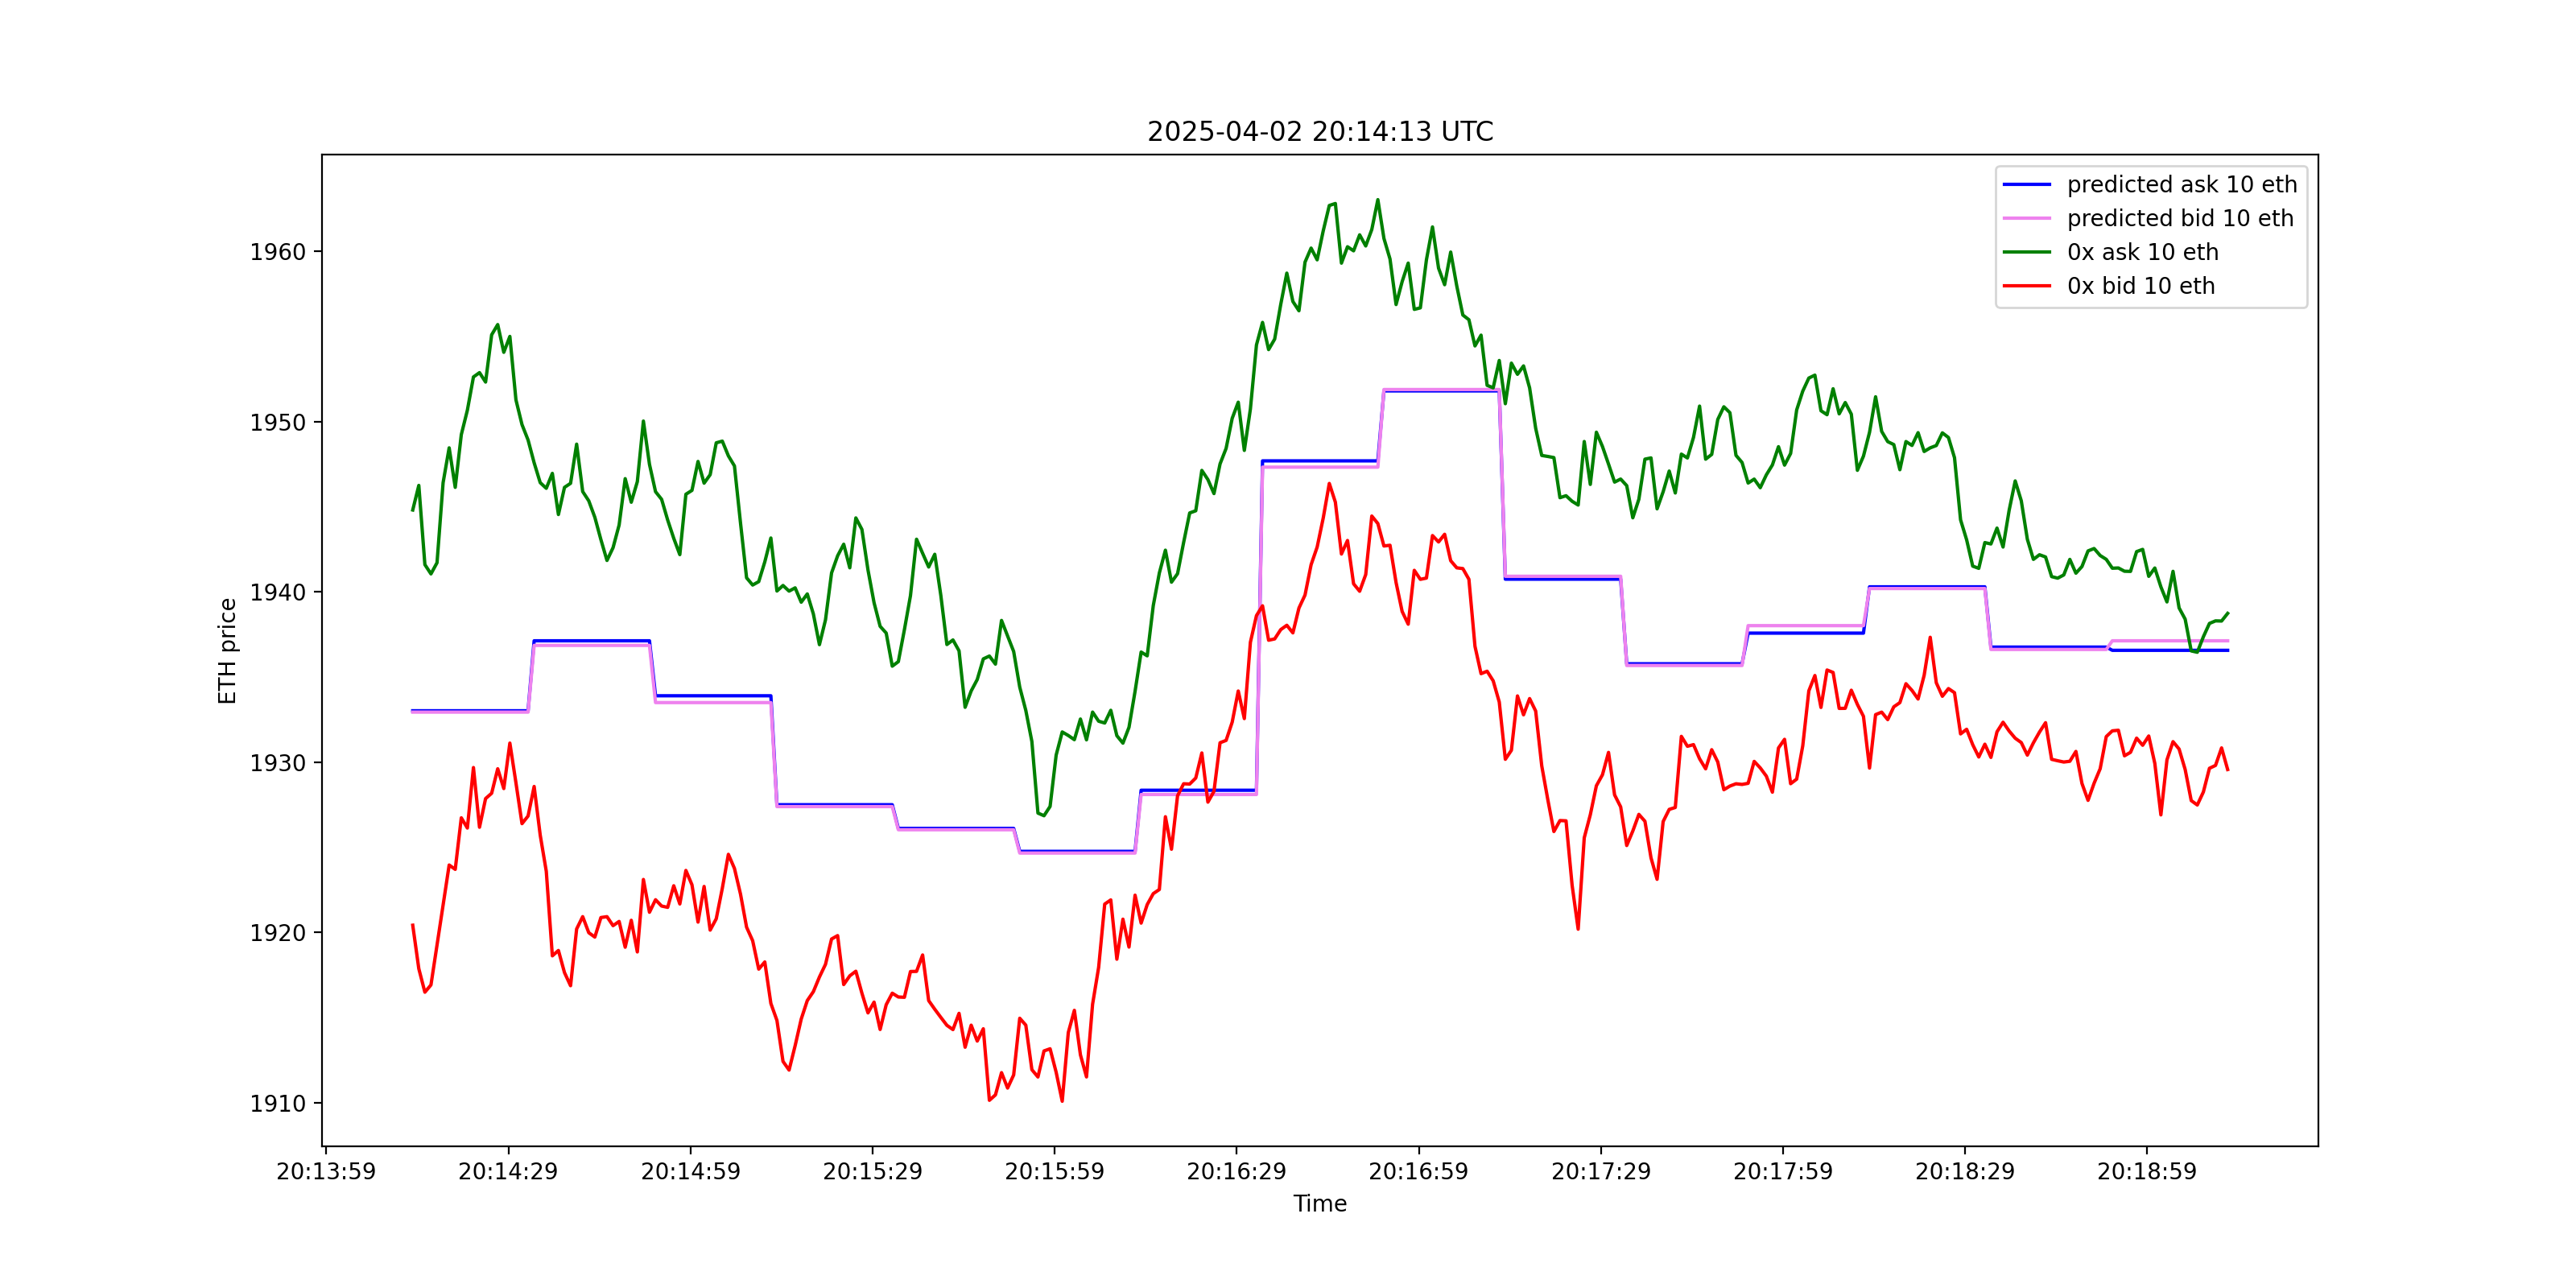 2025-04-02 20:14:13 UTC
predicted ask 10 eth
predicted bid 10 eth
0x ask 10 eth
0x bid 10 eth
ETH price
1960
1950
1940
1930
1920
1910
20:13:59 20:14:29 20:14:59 20:15:29 20:15:59 20:16:29 20:16:59 20:17:29 20:17:59 20:18:29 20:18:59
Time